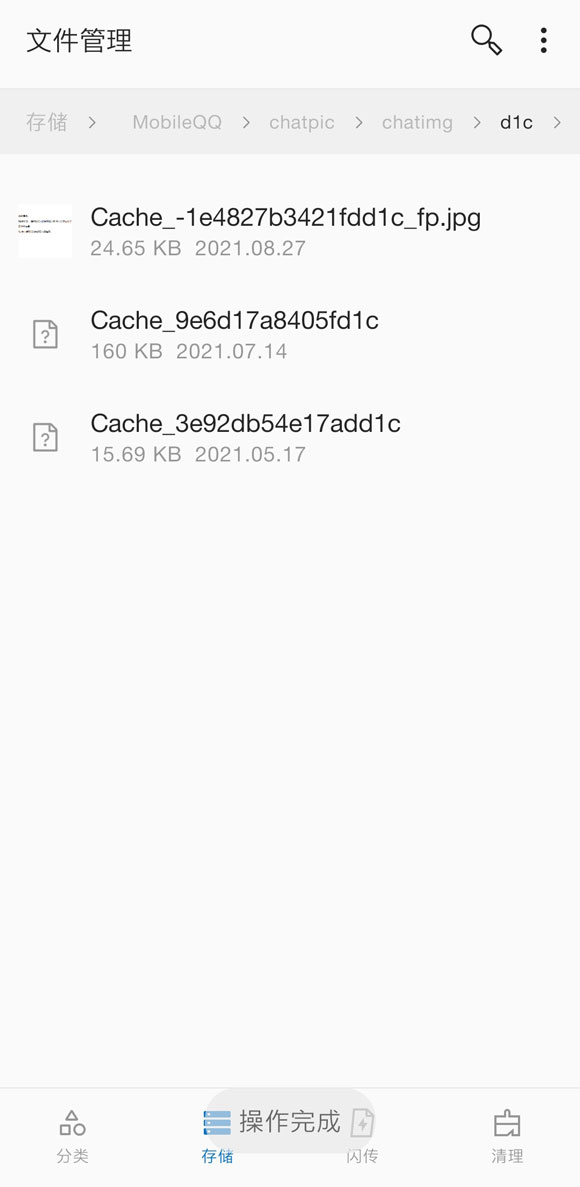 文件管理
存储 > MobileQQ > chatpic > chatimg > d1c >
Cache_-1e4827b3421fdd1c_fp.jpg
24.65 KB 2021.08.27
Cache_9e6d17a8405fd1c
160 KB 2021.07.14
Cache_3e92db54e17add1c
15.69 KB 2021.05.17
操作完成
分类 存储 闪传 清理